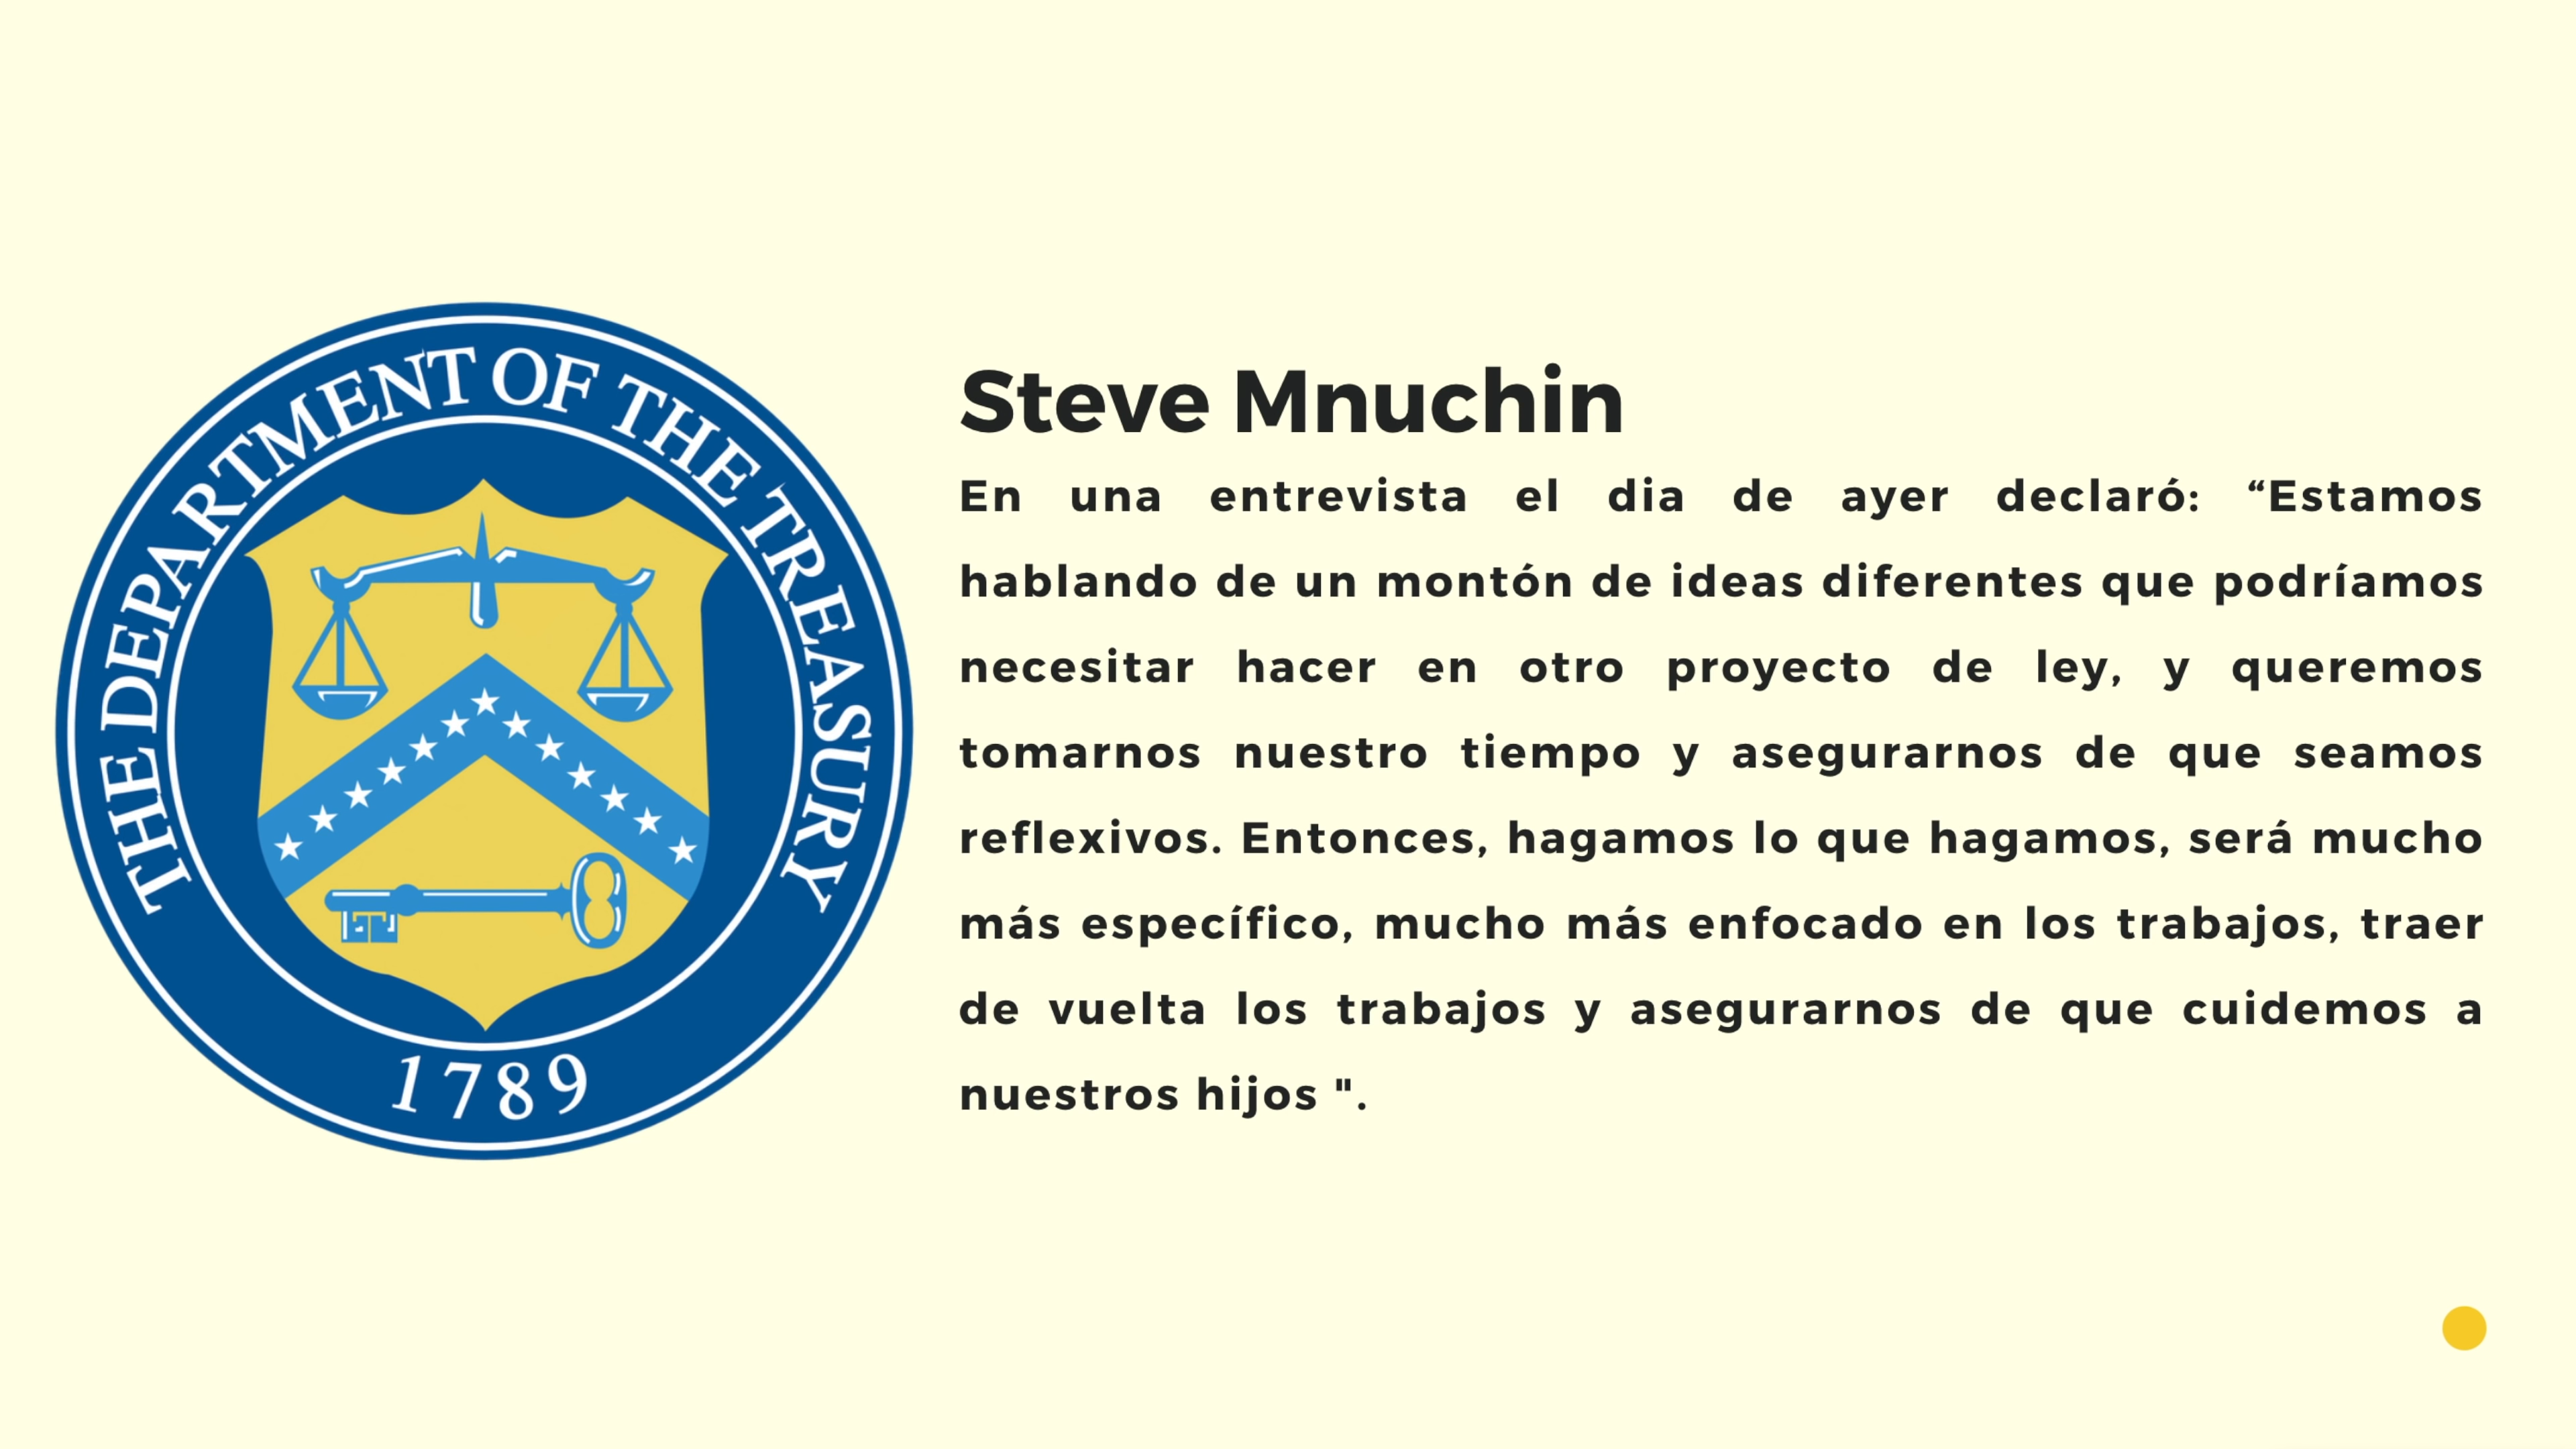 THE DEPARTMENT OF THE TREASURY
1789
Steve Mnuchin
En una entrevista el dia de ayer declaró: “Estamos
hablando de un montón de ideas diferentes que podríamos
necesitar hacer en otro proyecto de ley, y queremos
tomarnos nuestro tiempo y asegurarnos de que seamos
reflexivos. Entonces, hagamos lo que hagamos, será mucho
más específico, mucho más enfocado en los trabajos, traer
de vuelta los trabajos y asegurarnos de que cuidemos a
nuestros hijos ".